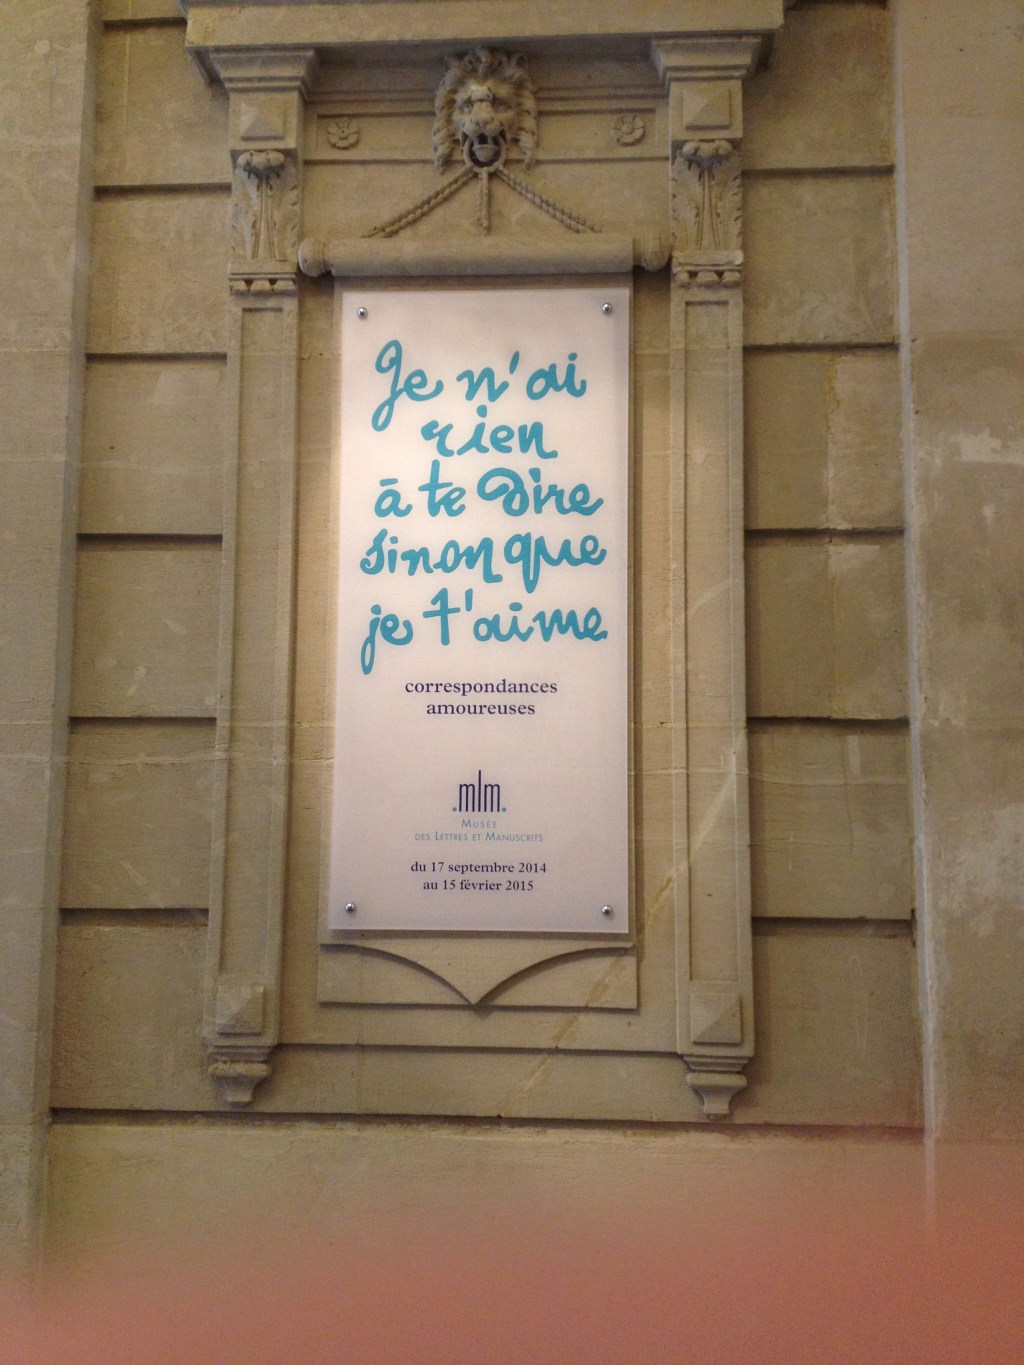 Je n'ai
rien
à te dire
sinon que
je t'aime
correspondances
amoureuses
.mlm.
Musée
des Lettres et Manuscrits
du 17 septembre 2014
au 15 février 2015